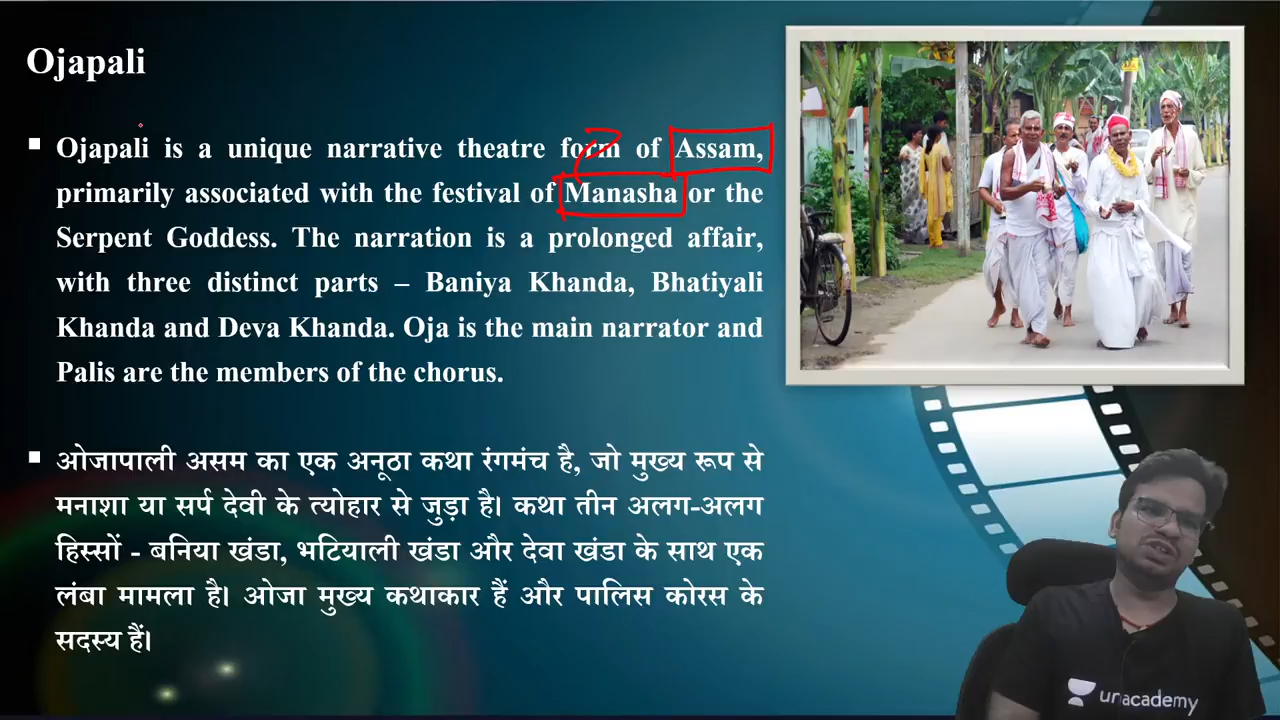 Ojapali
Ojapali is a unique narrative theatre form of Assam,
primarily associated with the festival of Manasha or the
Serpent Goddess. The narration is a prolonged affair,
with three distinct parts – Baniya Khanda, Bhatiyali
Khanda and Deva Khanda. Oja is the main narrator and
Palis are the members of the chorus.
ओजापाली असम का एक अनूठा कथा रंगमंच है, जो मुख्य रूप से
मनाशा या सर्प देवी के त्योहार से जुड़ा है। कथा तीन अलग-अलग
हिस्सों - बनिया खंडा, भटियाली खंडा और देवा खंडा के साथ एक
लंबा मामला है। ओजा मुख्य कथाकार हैं और पालिस कोरस के
सदस्य हैं।
unacademy